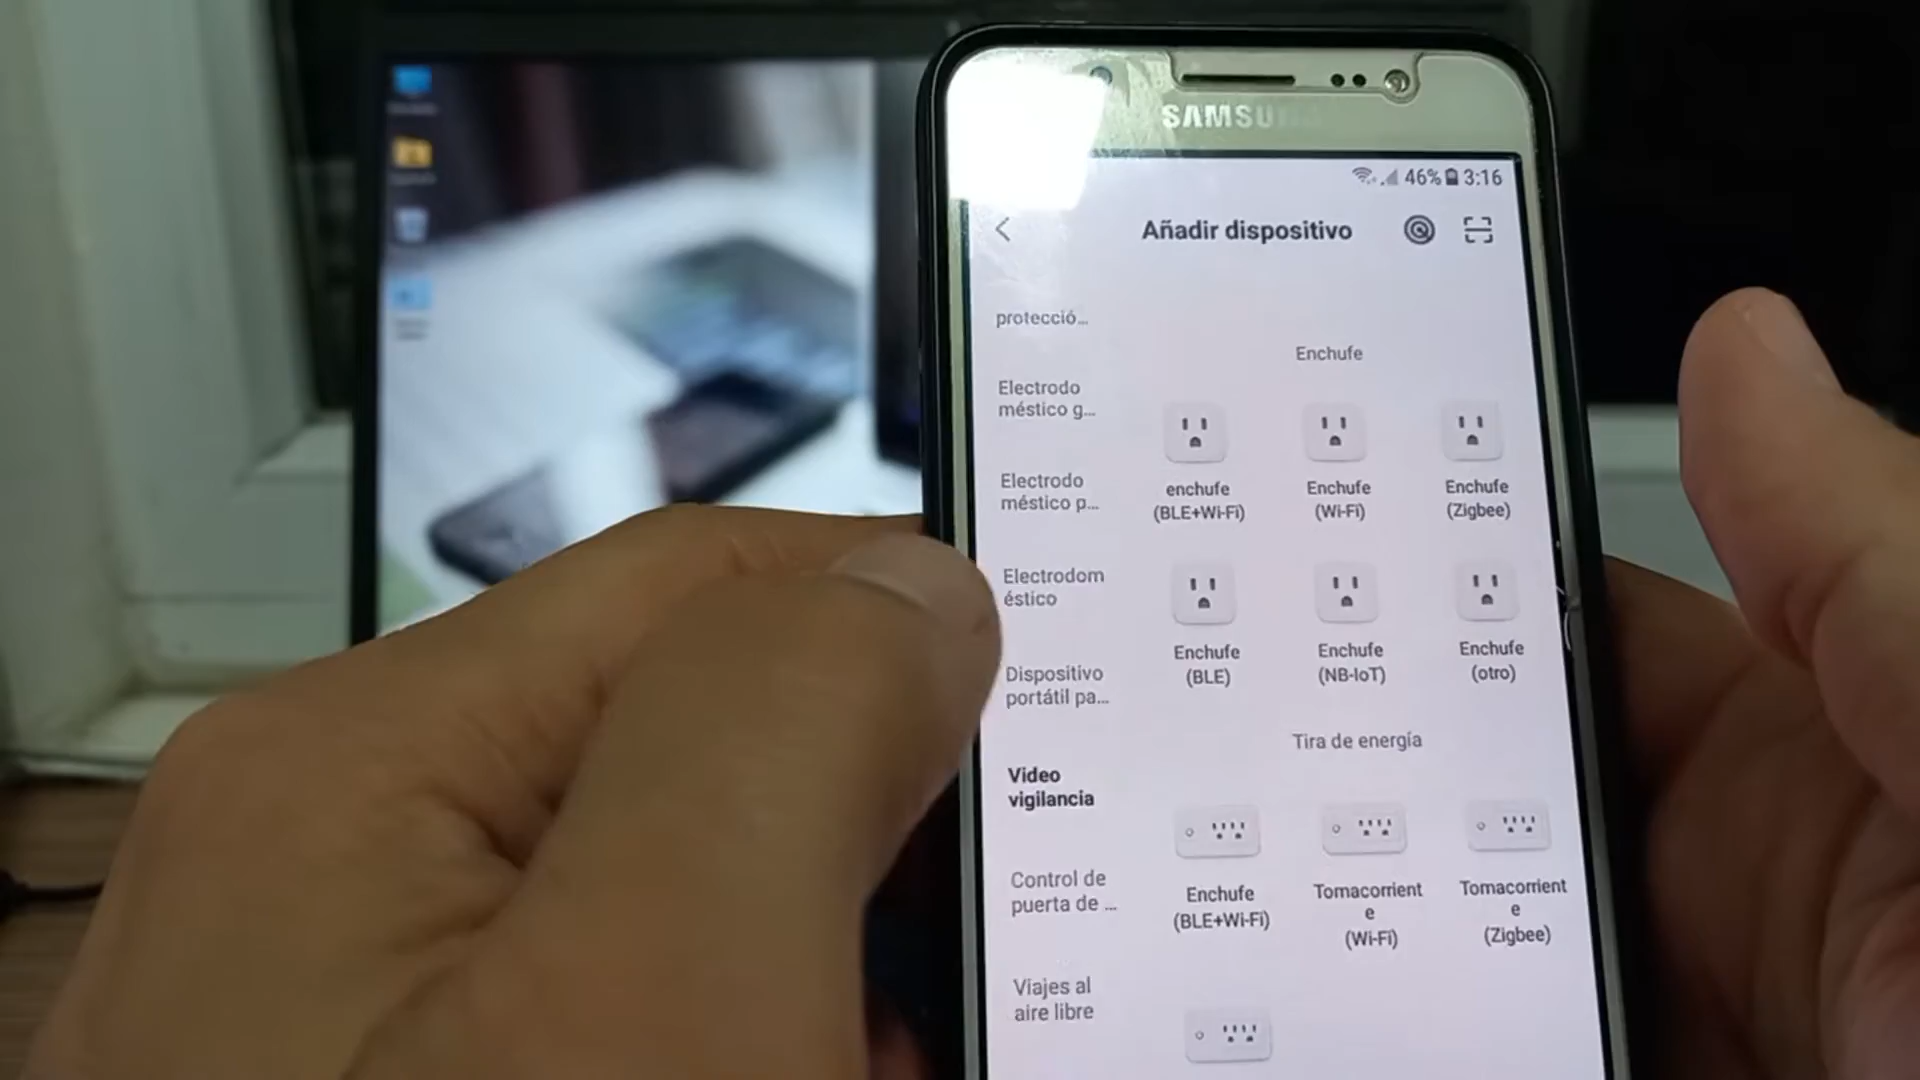 SAMSUNG
46% 3:16
Añadir dispositivo
protecció...
Electrodo
méstico g...
Electrodo
méstico p...
Electrodom
éstico
Dispositivo
portátil pa...
Video
vigilancia
Control de
puerta de ...
Viajes al
aire libre
Enchufe
enchufe
(BLE+Wi-Fi)
Enchufe
(Wi-Fi)
Enchufe
(Zigbee)
Enchufe
(BLE)
Enchufe
(NB-IoT)
Enchufe
(otro)
Tira de energía
Enchufe
(BLE+Wi-Fi)
Tomacorrient
e
(Wi-Fi)
Tomacorrient
e
(Zigbee)